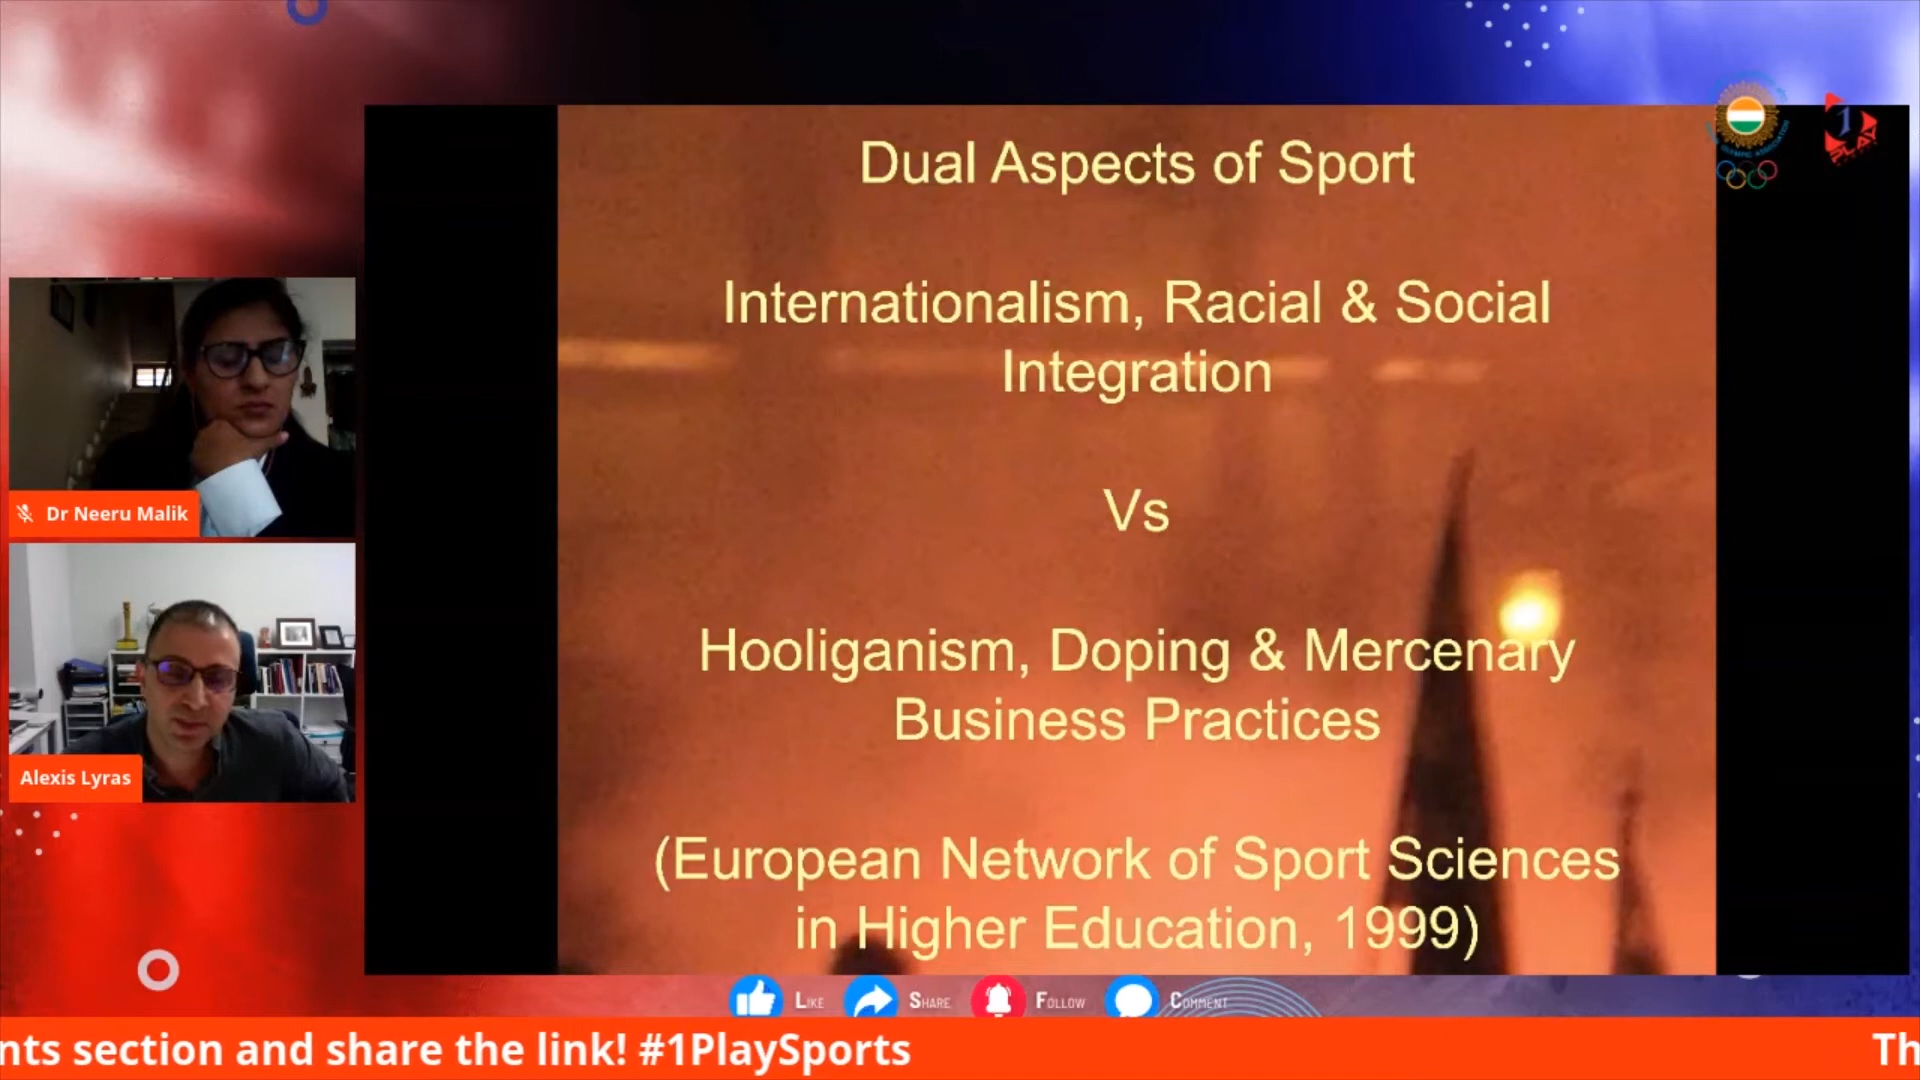 Dual Aspects of Sport
Internationalism, Racial & Social
Integration
Vs
Hooliganism, Doping & Mercenary
Business Practices
(European Network of Sport Sciences
in Higher Education, 1999)
1
PLAY
Dr Neeru Malik
Alexis Lyras
LIKE SHARE FOLLOW COMMENT
nts section and share the link! #1PlaySports Th